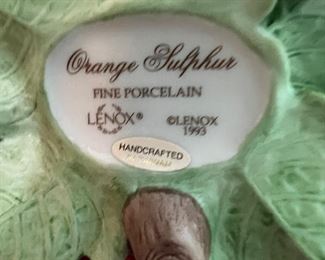 Orange Sulphur
FINE PORCELAIN
LENOX® ©LENOX
1993
HANDCRAFTED